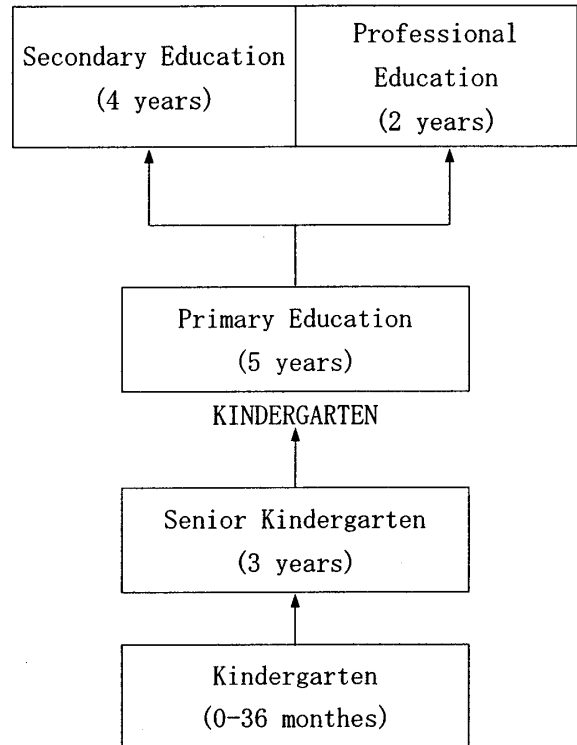 Secondary Education
(4 years)
Professional
Education
(2 years)
Primary Education
(5 years)
KINDERGARTEN
Senior Kindergarten
(3 years)
Kindergarten
(0-36 monthes)